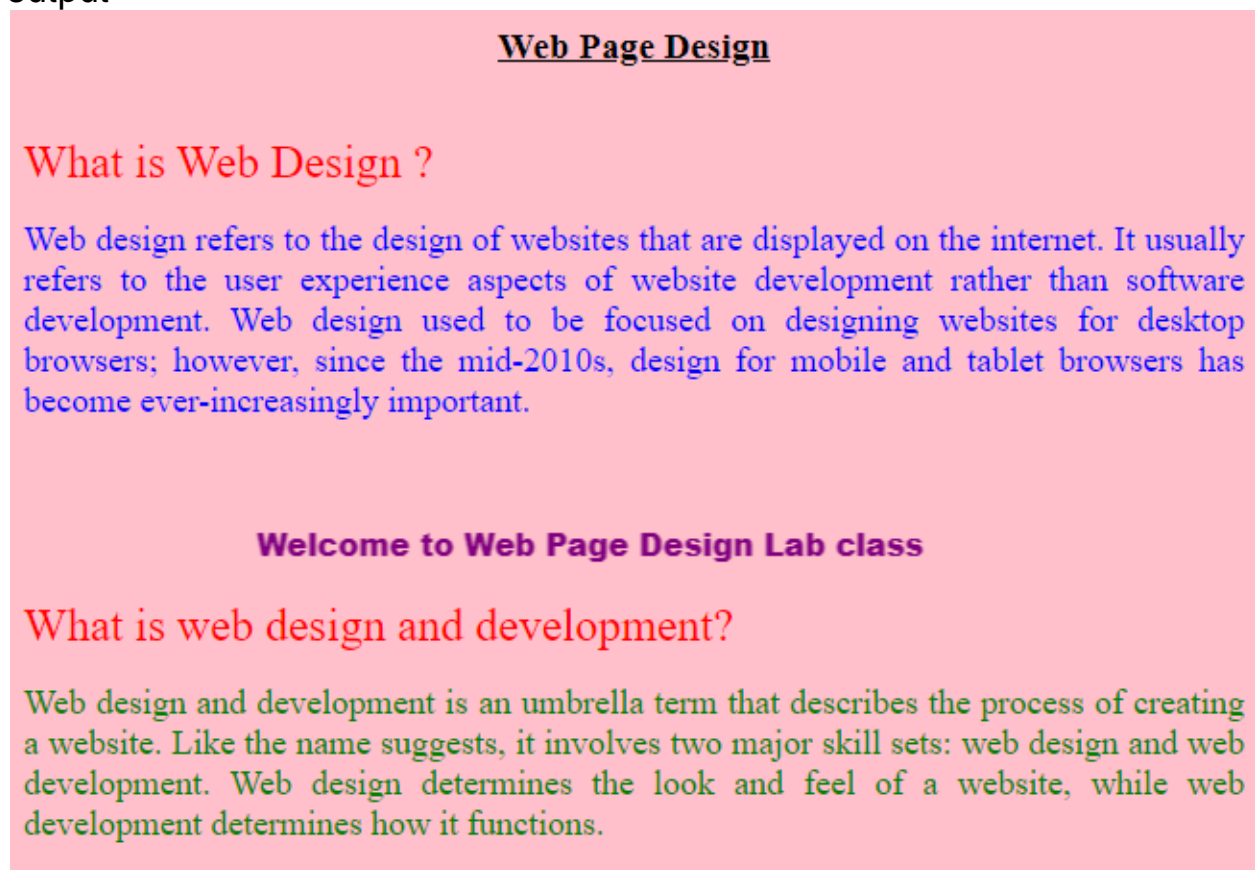 output
Web Page Design
What is Web Design ?
Web design refers to the design of websites that are displayed on the internet. It usually
refers to the user experience aspects of website development rather than software
development. Web design used to be focused on designing websites for desktop
browsers; however, since the mid-2010s, design for mobile and tablet browsers has
become ever-increasingly important.
Welcome to Web Page Design Lab class
What is web design and development?
Web design and development is an umbrella term that describes the process of creating
a website. Like the name suggests, it involves two major skill sets: web design and web
development. Web design determines the look and feel of a website, while web
development determines how it functions.